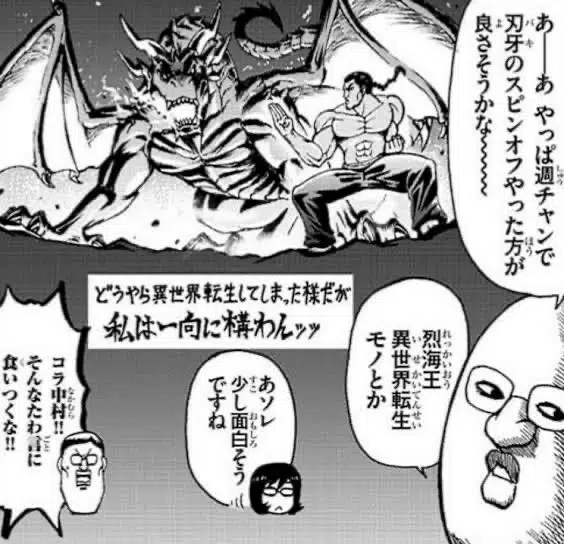 あ━━あ やっぱ週チャンで
刃牙のスピンオフやった方が
良さそうかな～～～～
烈海王
異世界転生
モノとか
どうやら異世界転生してしまった様だが
私は一向に構わんッッ
あソレ
少し面白そう
ですね
コラ中村!!
そんなたわ言に
食いつくな!!